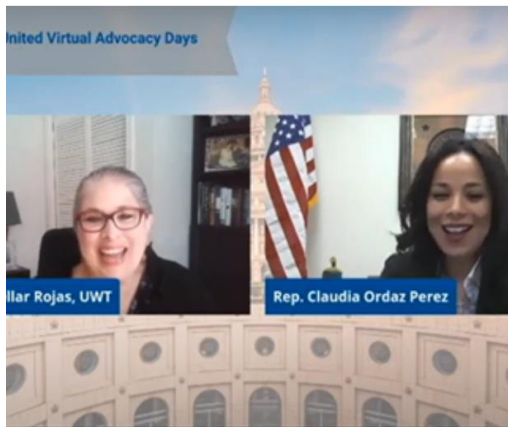 United Virtual Advocacy Days
llar Rojas, UWT
Rep. Claudia Ordaz Perez